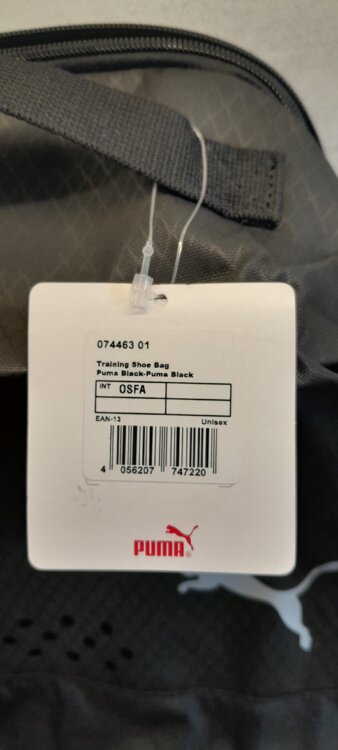 074463 01
Training Shoe Bag
Puma Black-Puma Black
INT OSFA
EAN-13 Unisex
4 056207 747220
PUMA